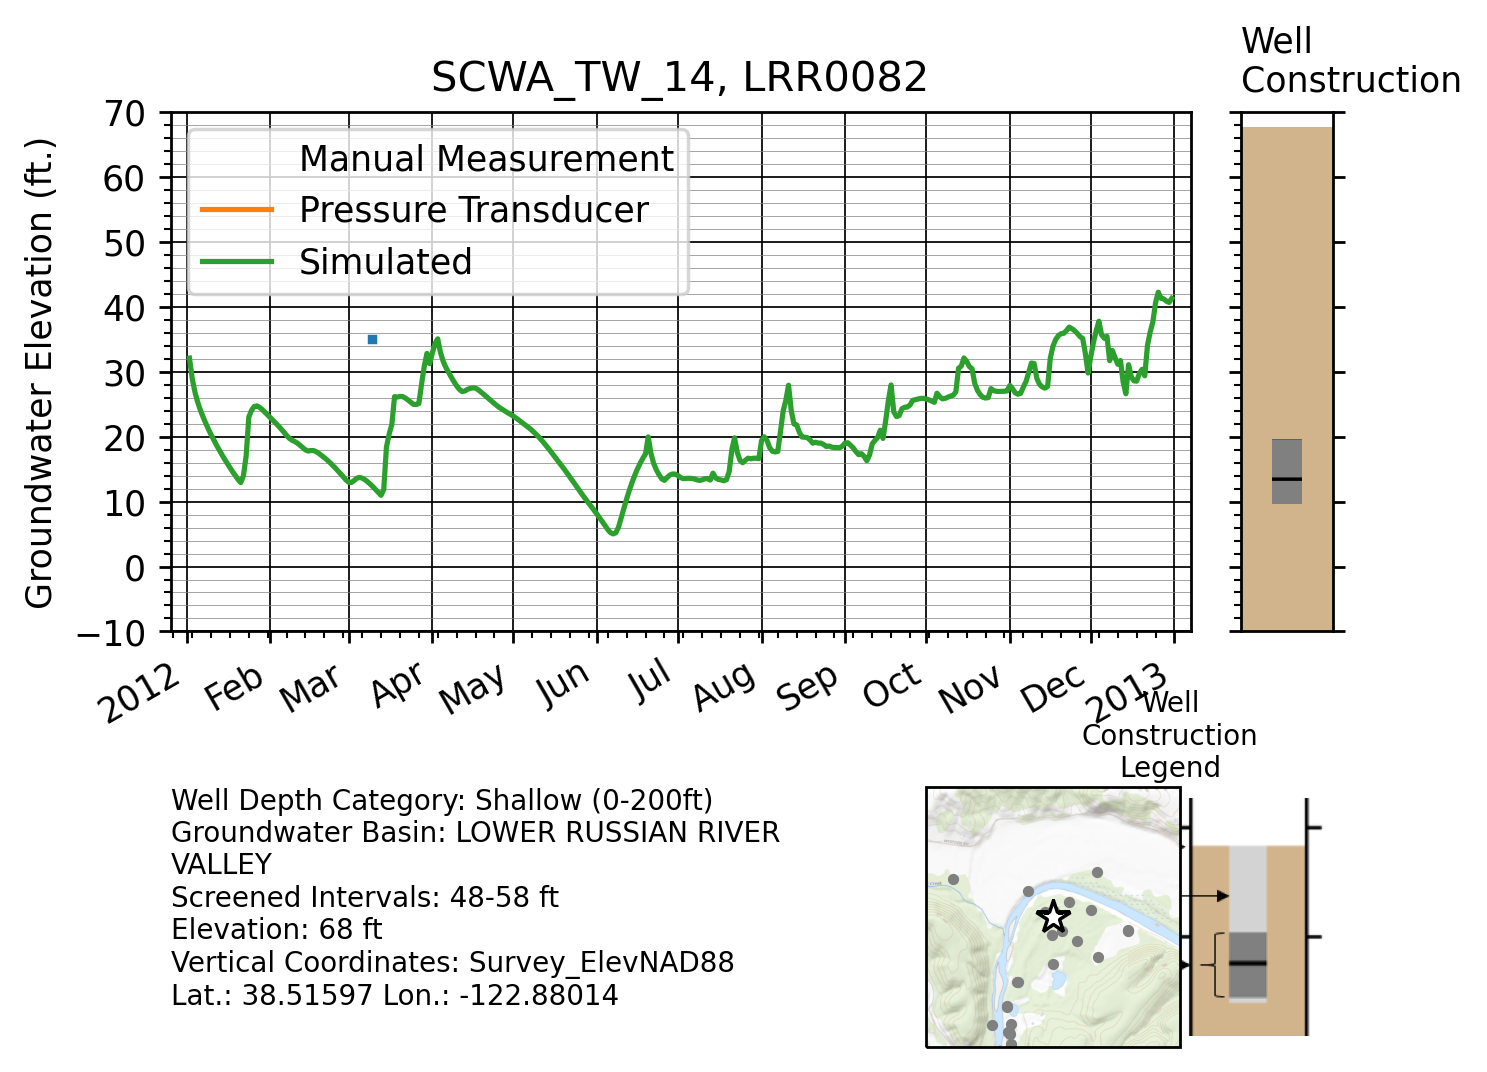 Well
Construction
SCWA_TW_14, LRR0082
Groundwater Elevation (ft.)
70
60
50
40
30
20
10
0
−10
Manual Measurement
Pressure Transducer
Simulated
2012 Feb Mar Apr May Jun Jul Aug Sep Oct Nov Dec 2013
Well
Construction
Legend
Well Depth Category: Shallow (0-200ft)
Groundwater Basin: LOWER RUSSIAN RIVER
VALLEY
Screened Intervals: 48-58 ft
Elevation: 68 ft
Vertical Coordinates: Survey_ElevNAD88
Lat.: 38.51597 Lon.: -122.88014